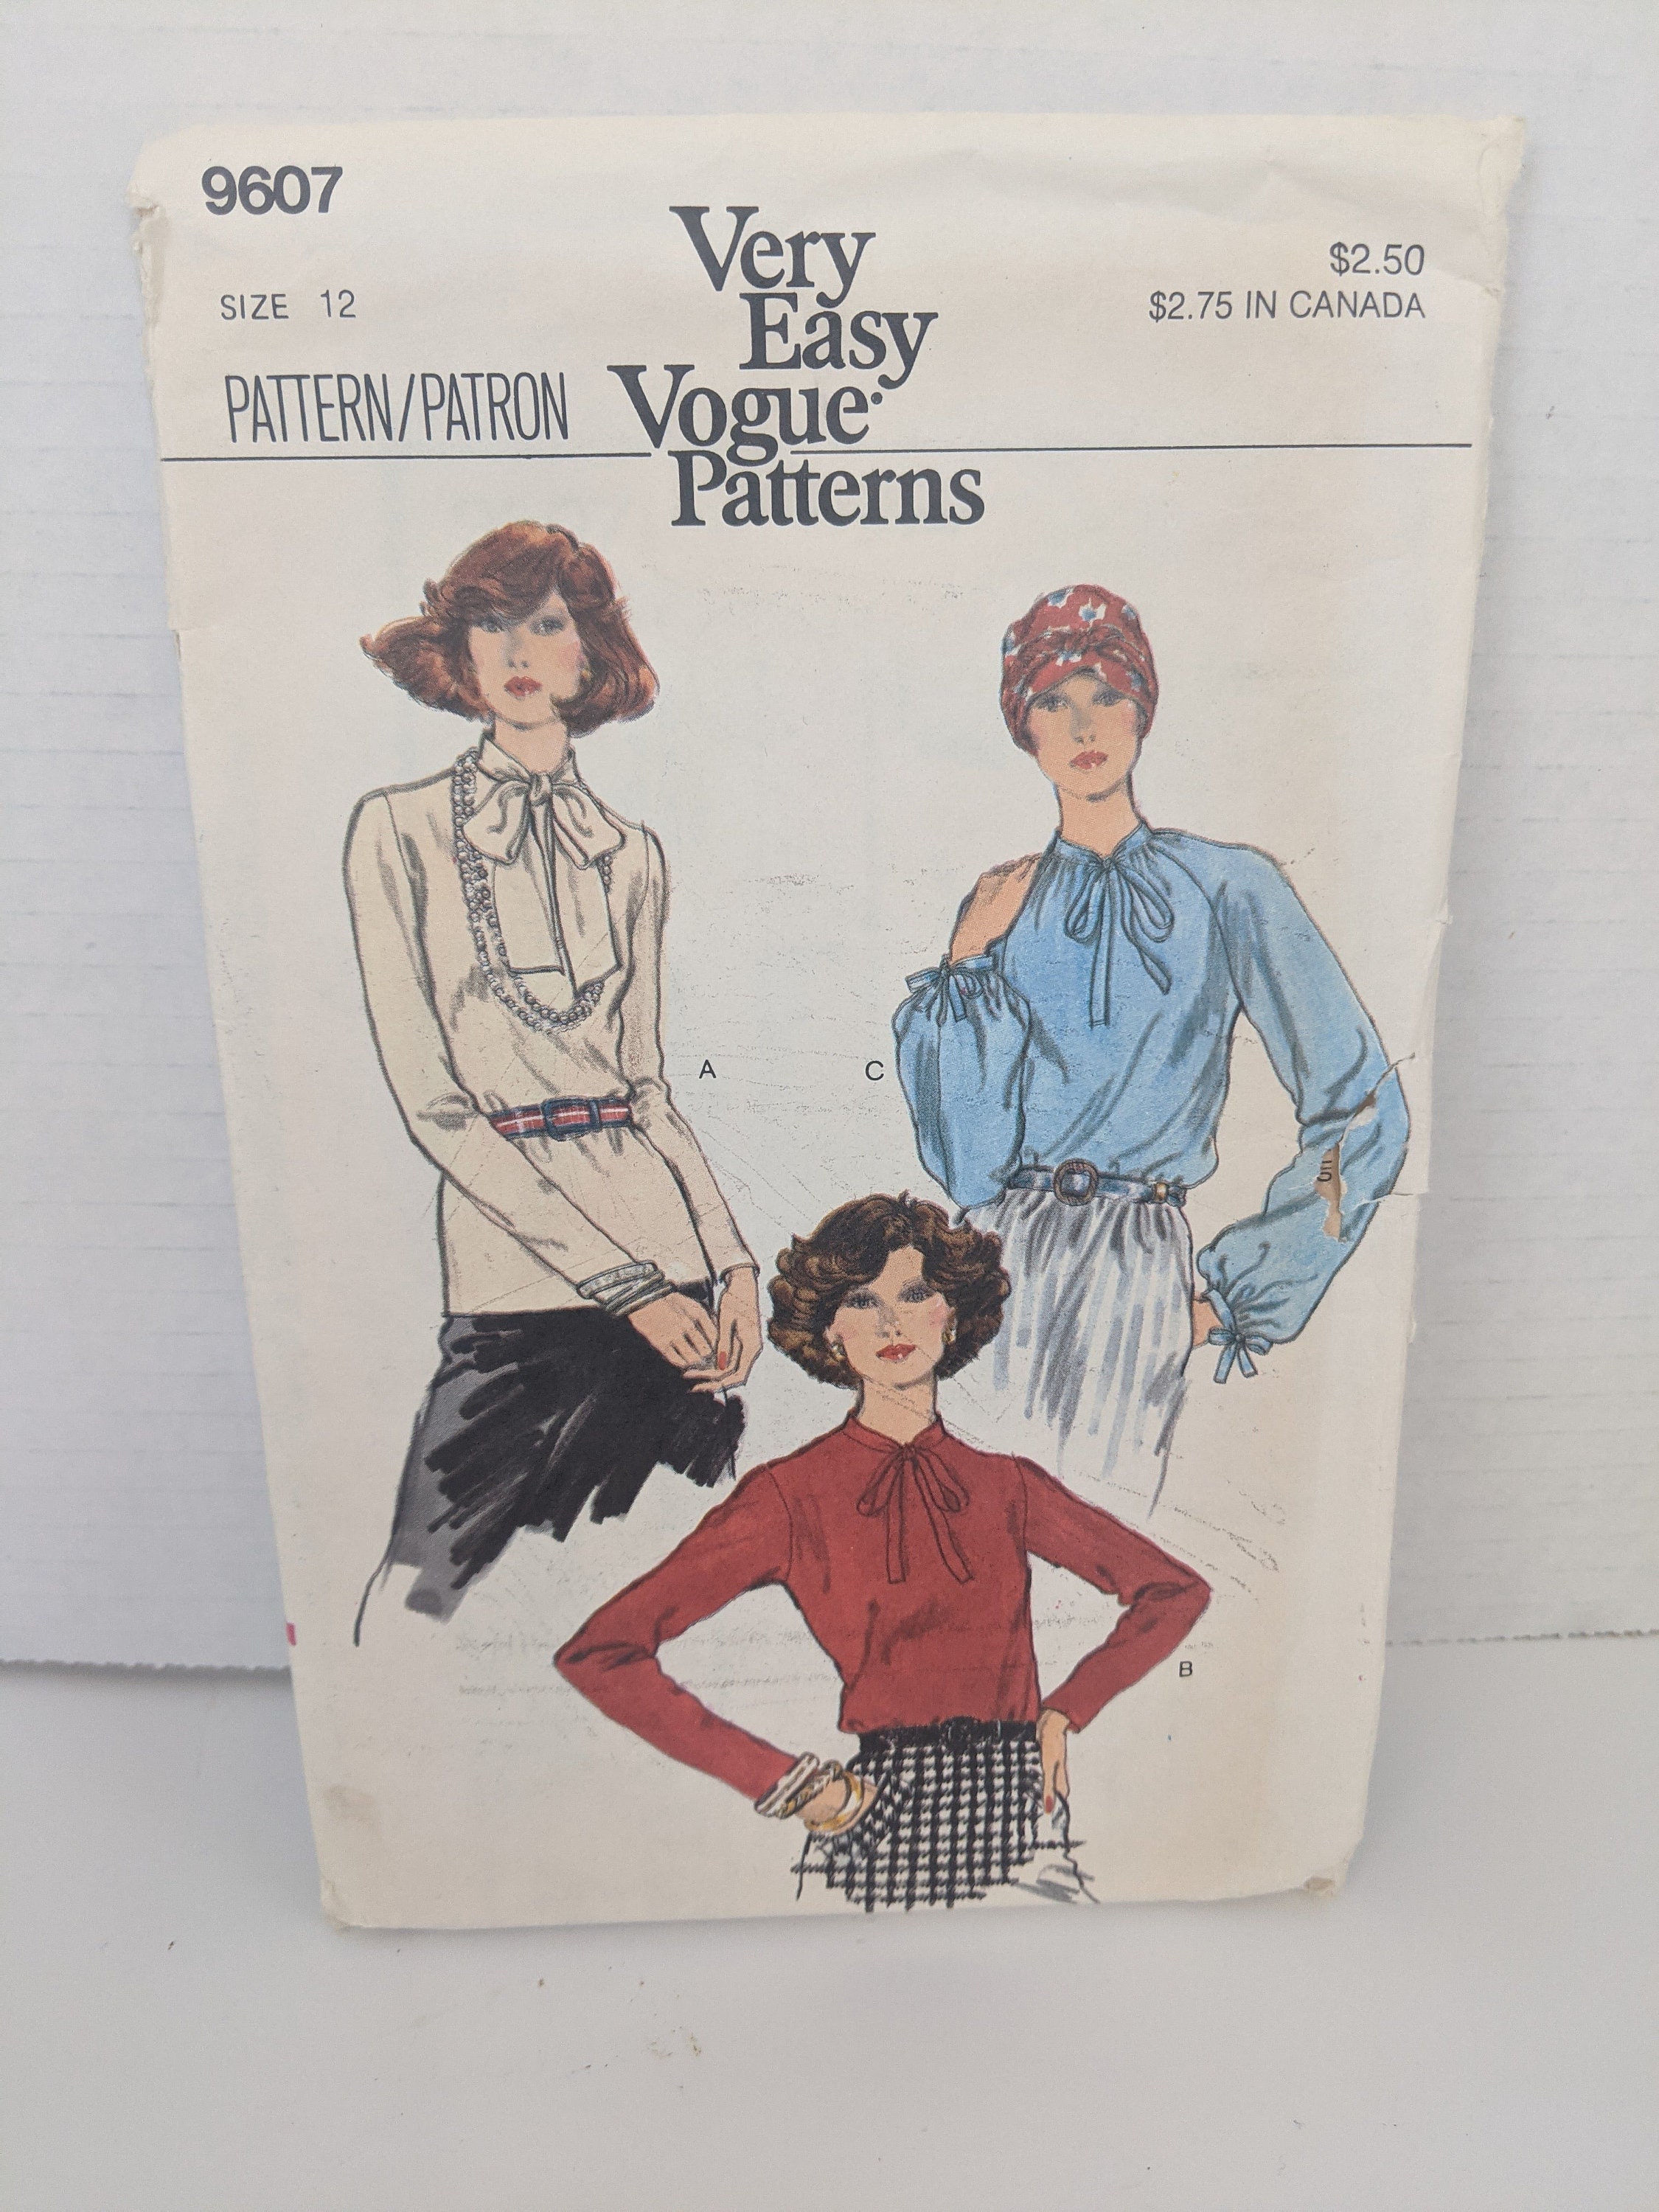 9607
SIZE 12
PATTERN/PATRON
Very
Easy
Vogue
Patterns
$2.50
$2.75 IN CANADA
A
C
B